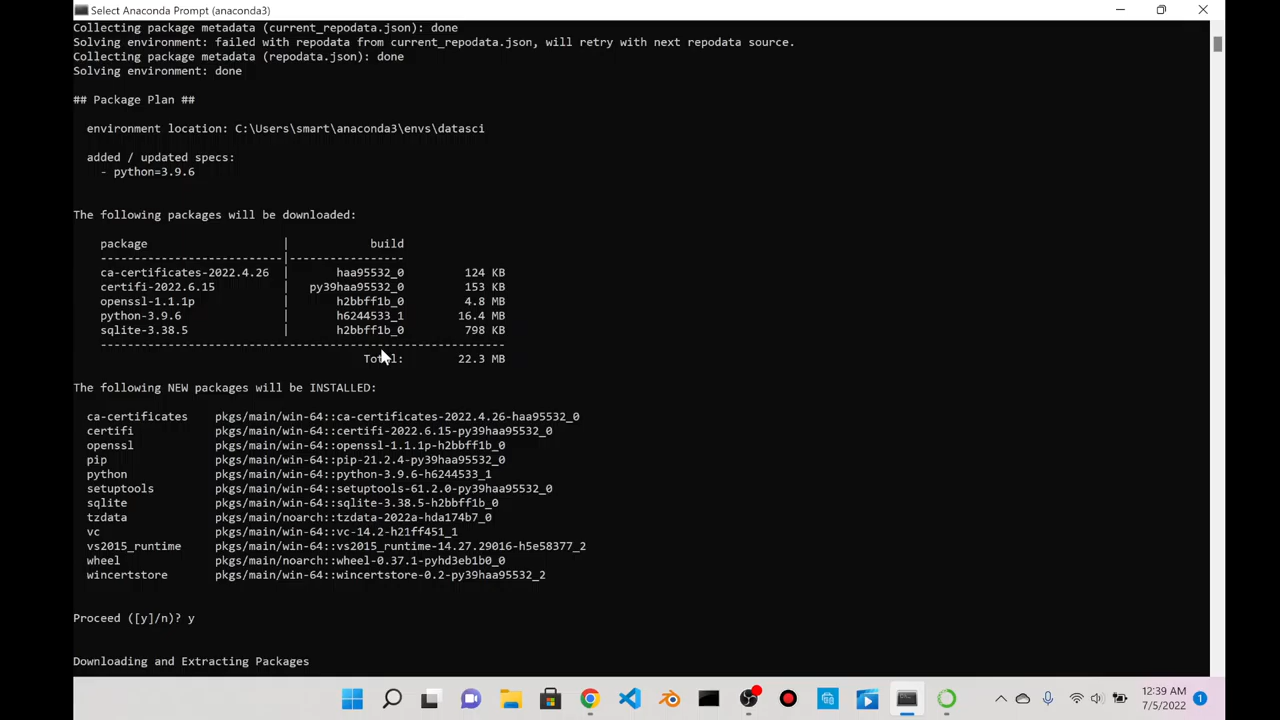 Select Anaconda Prompt (anaconda3)
Collecting package metadata (current_repodata.json): done
Solving environment: failed with repodata from current_repodata.json, will retry with next repodata source.
Collecting package metadata (repodata.json): done
Solving environment: done
## Package Plan ##
environment location: C:\Users\smart\anaconda3\envs\datasci
added / updated specs:
- python=3.9.6
The following packages will be downloaded:
package | build
---------------------------|-----------------
ca-certificates-2022.4.26 | haa95532_0 124 KB
certifi-2022.6.15 | py39haa95532_0 153 KB
openssl-1.1.1p | h2bbff1b_0 4.8 MB
python-3.9.6 | h6244533_1 16.4 MB
sqlite-3.38.5 | h2bbff1b_0 798 KB
------------------------------------------------------------
Total: 22.3 MB
The following NEW packages will be INSTALLED:
ca-certificates pkgs/main/win-64::ca-certificates-2022.4.26-haa95532_0
certifi pkgs/main/win-64::certifi-2022.6.15-py39haa95532_0
openssl pkgs/main/win-64::openssl-1.1.1p-h2bbff1b_0
pip pkgs/main/win-64::pip-21.2.4-py39haa95532_0
python pkgs/main/win-64::python-3.9.6-h6244533_1
setuptools pkgs/main/win-64::setuptools-61.2.0-py39haa95532_0
sqlite pkgs/main/win-64::sqlite-3.38.5-h2bbff1b_0
tzdata pkgs/main/noarch::tzdata-2022a-hda174b7_0
vc pkgs/main/win-64::vc-14.2-h21ff451_1
vs2015_runtime pkgs/main/win-64::vs2015_runtime-14.27.29016-h5e58377_2
wheel pkgs/main/noarch::wheel-0.37.1-pyhd3eb1b0_0
wincertstore pkgs/main/win-64::wincertstore-0.2-py39haa95532_2
Proceed ([y]/n)? y
Downloading and Extracting Packages
12:39 AM
7/5/2022
1